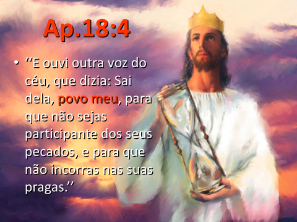 Ap.18:4
• “E ouvi outra voz do
céu, que dizia: Sai
dela, povo meu, para
que não sejas
participante dos seus
pecados, e para que
não incorras nas suas
pragas.”